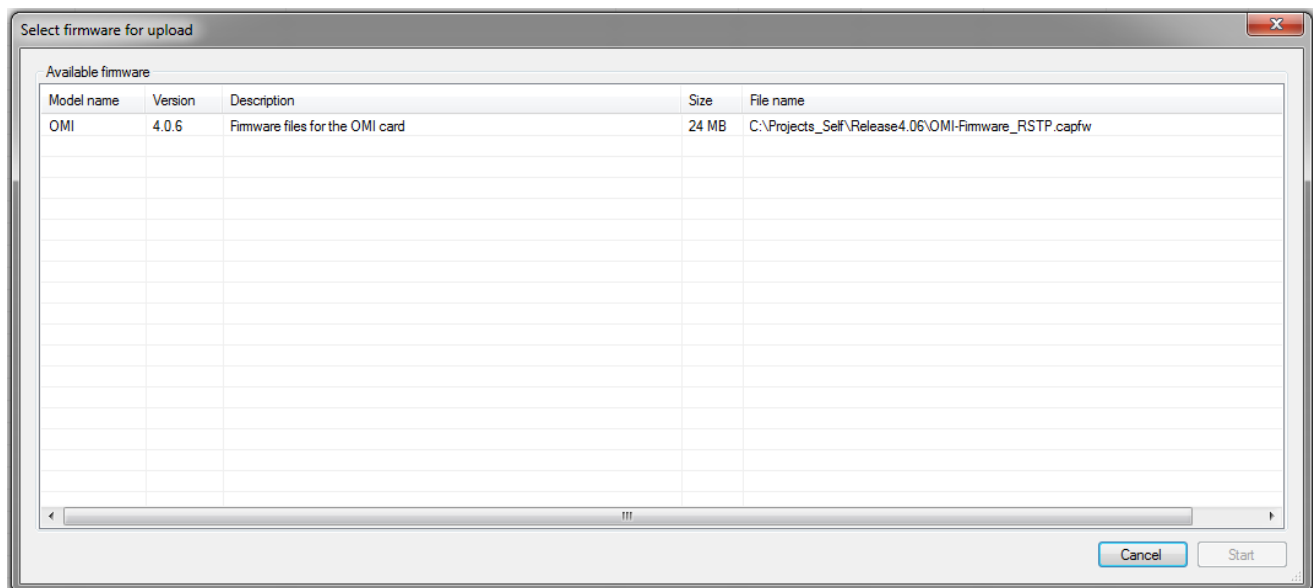 Select firmware for upload
Available firmware
Model name Version Description Size File name
OMI 4.0.6 Firmware files for the OMI card 24 MB C:\Projects_Self\Release4.06\OMI-Firmware_RSTP.capfw
Cancel Start